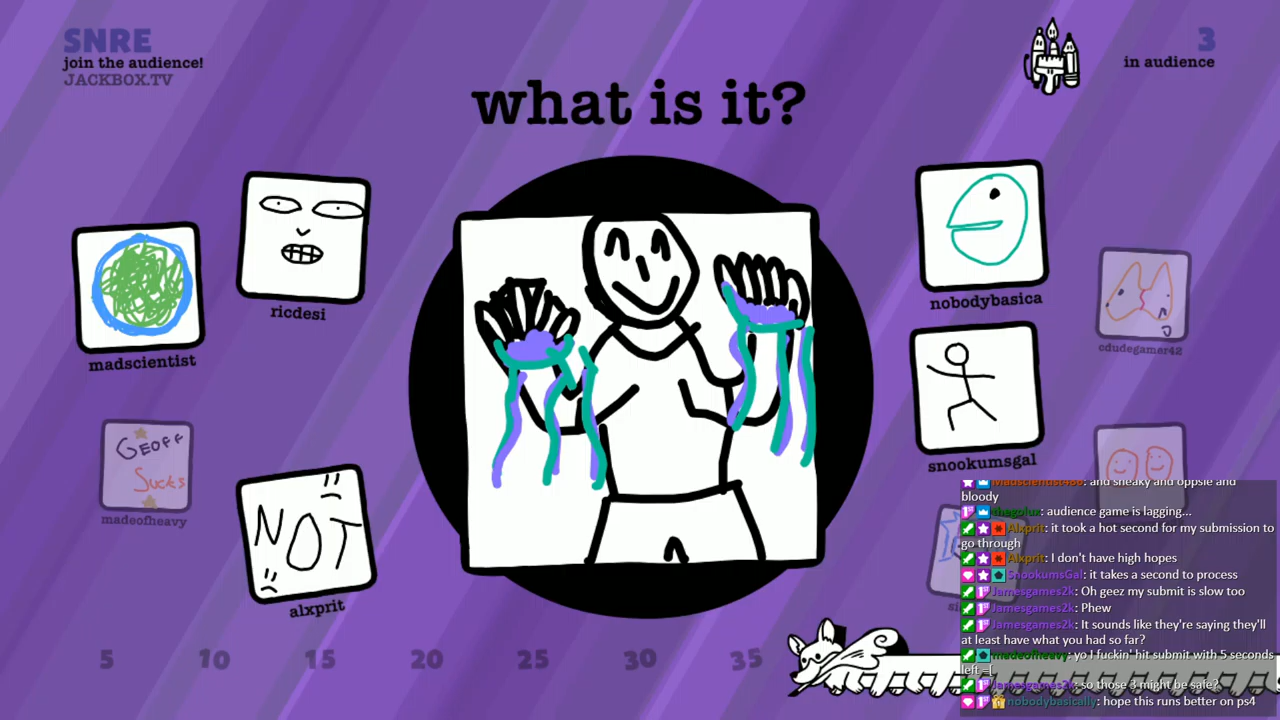 SNRE
join the audience!
JACKBOX.TV
3
in audience
what is it?
madscientist
ricdesi
GEOFF
SUCKS
madeofheavy
NOT
alxprit
nobodybasica
cdudegamer42
snookumsgal
5 10 15 20 25 30 35
Madscientist486: and sneaky and oppsie and
bloody
thegolux: audience game is lagging...
Alxprit: it took a hot second for my submission to
go through
Alxprit: I don't have high hopes
SnookumsGal: it takes a second to process
Jamesgames2k: Oh geez my submit is slow too
Jamesgames2k: Phew
Jamesgames2k: It sounds like they're saying they'll
at least have what you had so far?
madeofheavy: yo I fuckin' hit submit with 5 seconds
left =[
Jamesgames2k: so those 3 might be safe?
nobodybasically: hope this runs better on ps4